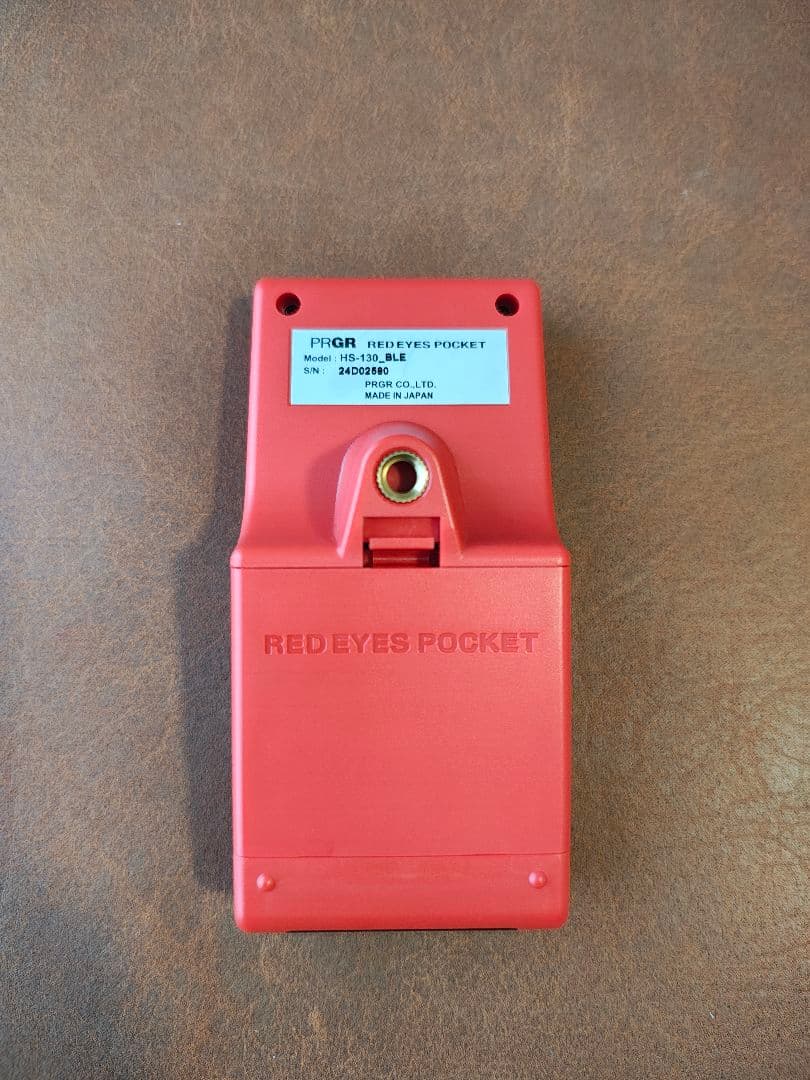 PRGR RED EYES POCKET
Model : HS-130_BLE
S/N : 24D02580
PRGR CO.,LTD.
MADE IN JAPAN
RED EYES POCKET